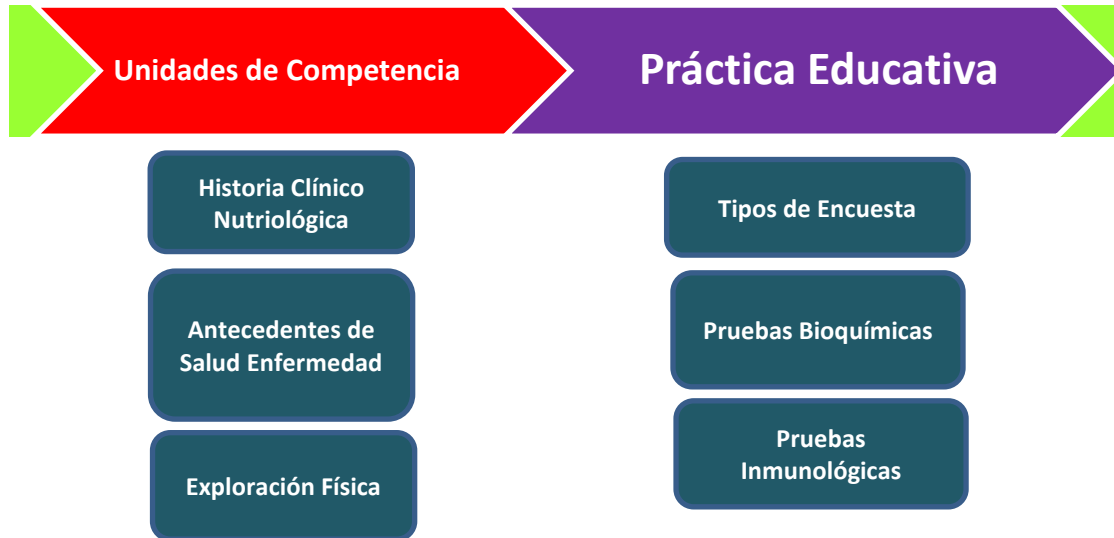 Unidades de Competencia
Práctica Educativa
Historia Clínico
Nutriológica
Antecedentes de
Salud Enfermedad
Exploración Física
Tipos de Encuesta
Pruebas Bioquímicas
Pruebas
Inmunológicas